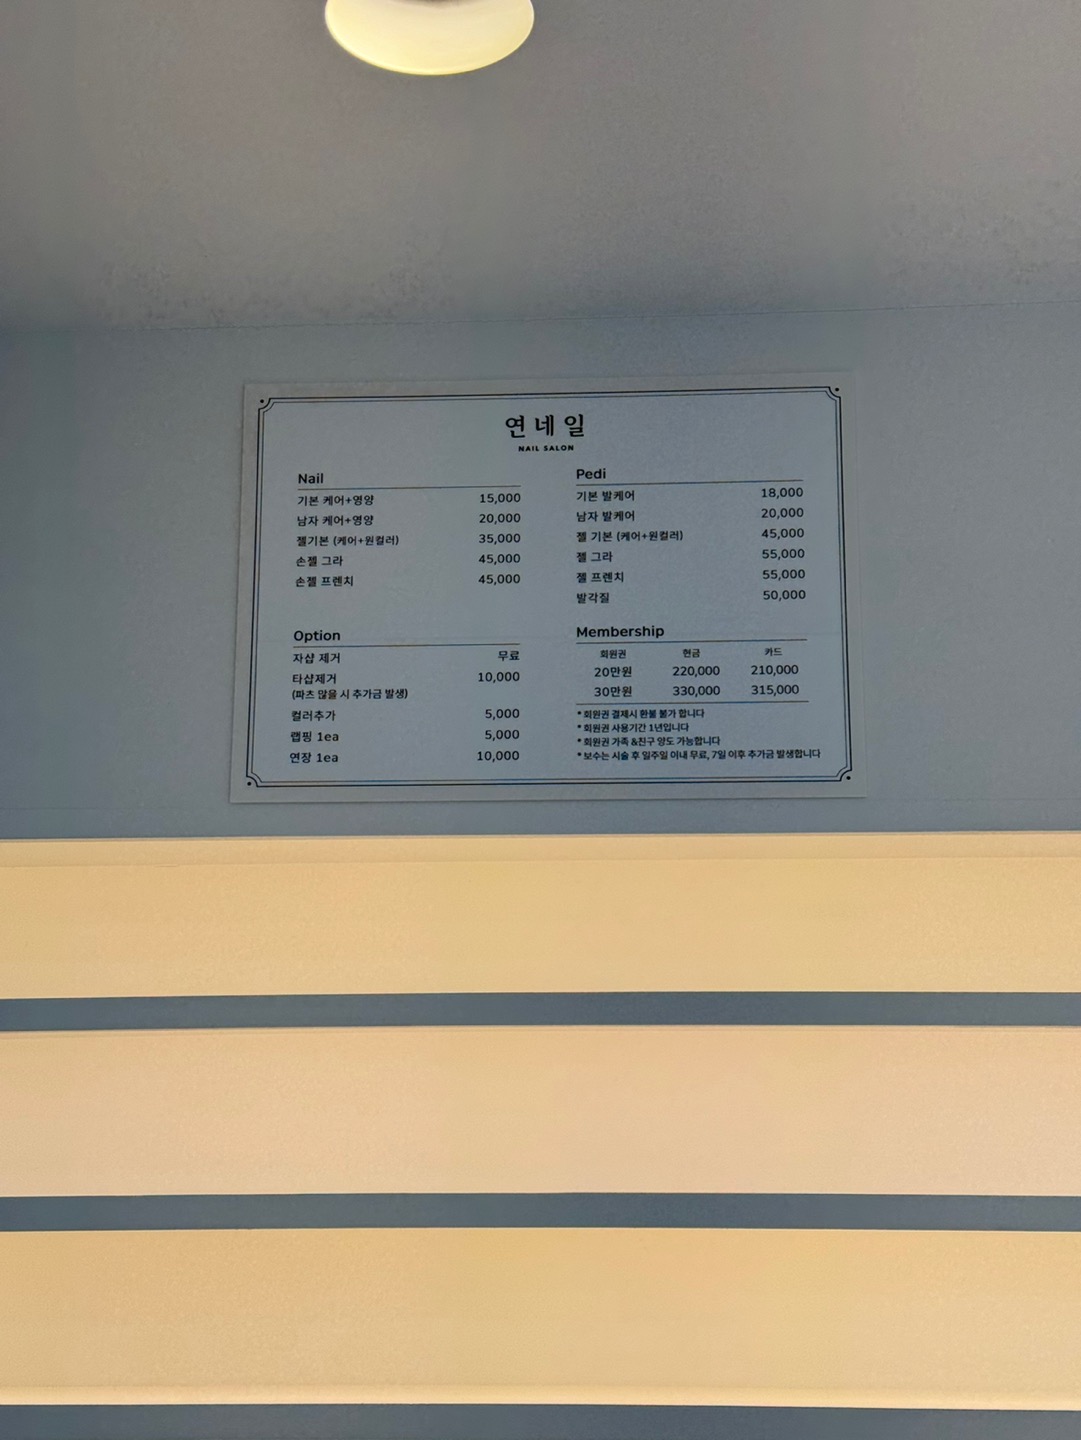 연네일
NAIL SALON
Nail
기본 케어+영양 15,000
남자 케어+영양 20,000
젤기본 (케어+원컬러) 35,000
손젤 그라 45,000
손젤 프렌치 45,000
Pedi
기본 발케어 18,000
남자 발케어 20,000
젤 기본 (케어+원컬러) 45,000
젤 그라 55,000
젤 프렌치 55,000
발각질 50,000
Option
자샵 제거 무료
타샵제거 10,000
(파츠 많을 시 추가금 발생)
컬러추가 5,000
랩핑 1ea 5,000
연장 1ea 10,000
Membership
회원권 현금 카드
20만원 220,000 210,000
30만원 330,000 315,000
* 회원권 결제시 환불 불가 합니다
* 회원권 사용기간 1년입니다
* 회원권 가족 &친구 양도 가능합니다
* 보수는 시술 후 일주일 이내 무료, 7일 이후 추가금 발생합니다